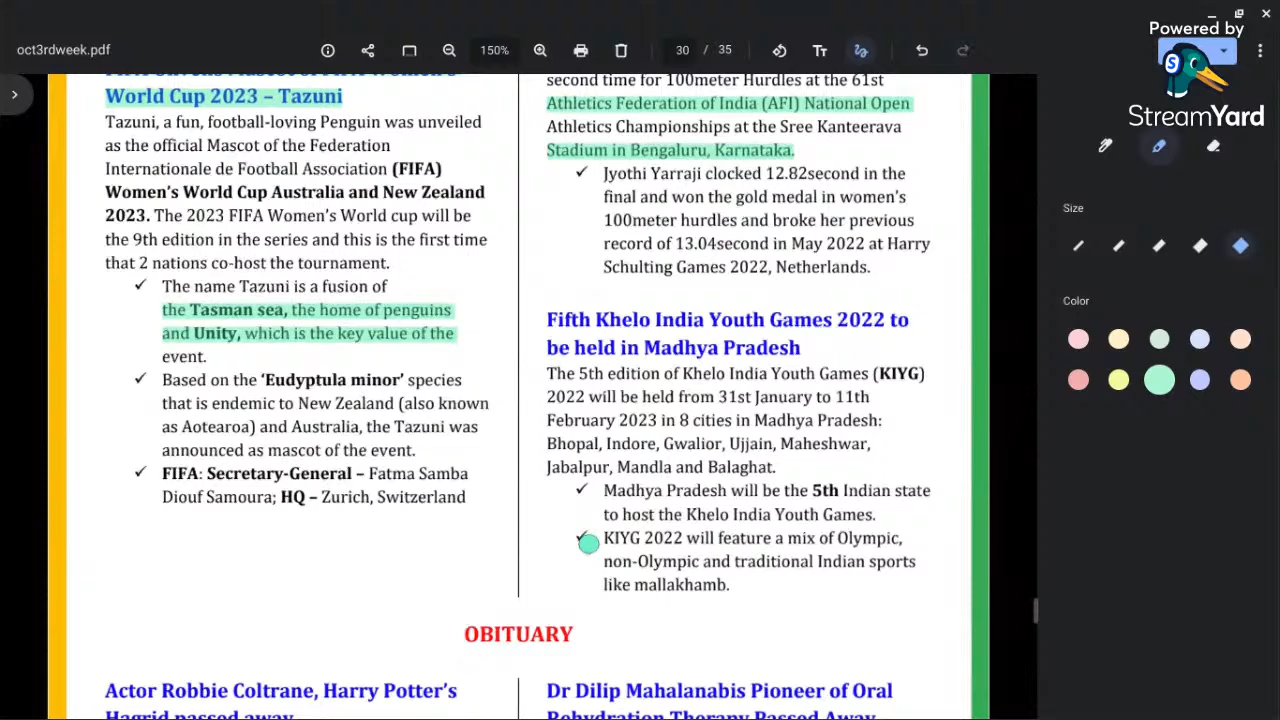 oct3rdweek.pdf
150%
30 / 35
Powered by
StreamYard
World Cup 2023 – Tazuni
Tazuni, a fun, football-loving Penguin was unveiled
as the official Mascot of the Federation
Internationale de Football Association (FIFA)
Women's World Cup Australia and New Zealand
2023. The 2023 FIFA Women's World cup will be
the 9th edition in the series and this is the first time
that 2 nations co-host the tournament.
✓ The name Tazuni is a fusion of
the Tasman sea, the home of penguins
and Unity, which is the key value of the
event.
✓ Based on the 'Eudyptula minor' species
that is endemic to New Zealand (also known
as Aotearoa) and Australia, the Tazuni was
announced as mascot of the event.
✓ FIFA: Secretary-General – Fatma Samba
Diouf Samoura; HQ – Zurich, Switzerland
second time for 100meter Hurdles at the 61st
Athletics Federation of India (AFI) National Open
Athletics Championships at the Sree Kanteerava
Stadium in Bengaluru, Karnataka.
✓ Jyothi Yarraji clocked 12.82second in the
final and won the gold medal in women's
100meter hurdles and broke her previous
record of 13.04second in May 2022 at Harry
Schulting Games 2022, Netherlands.
Fifth Khelo India Youth Games 2022 to
be held in Madhya Pradesh
The 5th edition of Khelo India Youth Games (KIYG)
2022 will be held from 31st January to 11th
February 2023 in 8 cities in Madhya Pradesh:
Bhopal, Indore, Gwalior, Ujjain, Maheshwar,
Jabalpur, Mandla and Balaghat.
✓ Madhya Pradesh will be the 5th Indian state
to host the Khelo India Youth Games.
✓ KIYG 2022 will feature a mix of Olympic,
non-Olympic and traditional Indian sports
like mallakhamb.
OBITUARY
Actor Robbie Coltrane, Harry Potter's
Hagrid passed away
Dr Dilip Mahalanabis Pioneer of Oral
Rehydration Therapy Passed Away
Size
Color